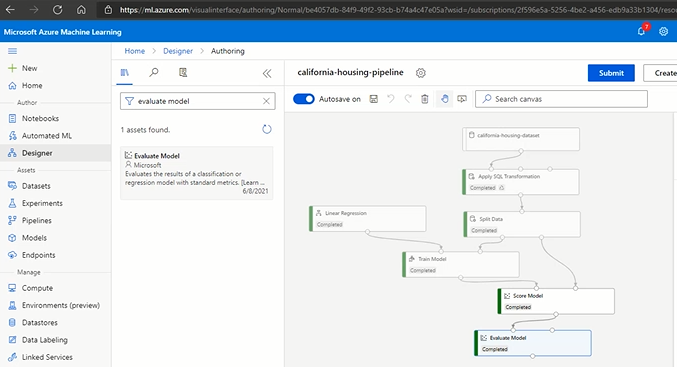 https://ml.azure.com/visualinterface/authoring/Normal/be4057db-84f9-49f2-93cb-b74a4c47e05a?wsid=/subscriptions/2f596e5a-5256-4be2-a456-edb9a33b1304/resou
Microsoft Azure Machine Learning
7
New
Home
Author
Notebooks
Automated ML
Designer
Assets
Datasets
Experiments
Pipelines
Models
Endpoints
Manage
Compute
Environments (preview)
Datastores
Data Labeling
Linked Services
Home > Designer > Authoring
evaluate model
1 assets found.
Evaluate Model
Microsoft
Evaluates the results of a classification or
regression model with standard metrics. [Learn ...
6/8/2021
california-housing-pipeline
Submit
Create
Autosave on
Search canvas
california-housing-dataset
Apply SQL Transformation
Completed
Linear Regression
Completed
Split Data
Completed
Train Model
Completed
Score Model
Completed
Evaluate Model
Completed